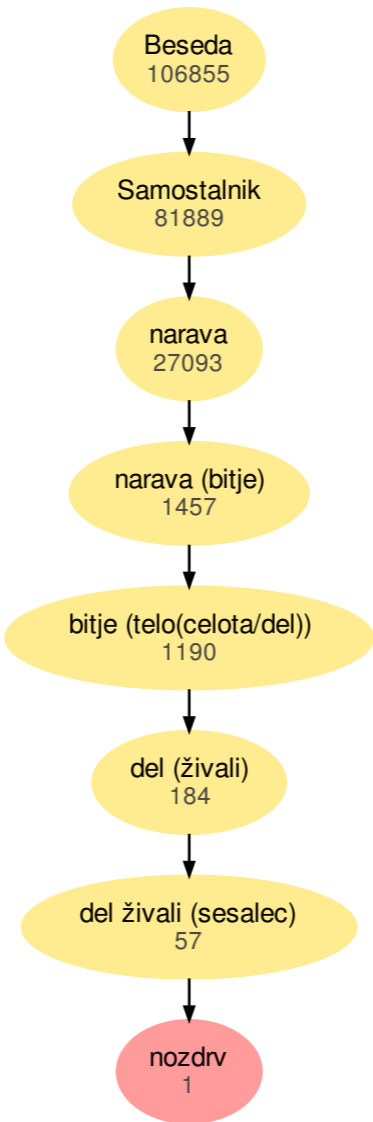 Beseda
106855
Samostalnik
81889
narava
27093
narava (bitje)
1457
bitje (telo(celota/del))
1190
del (živali)
184
del živali (sesalec)
57
nozdrv
1